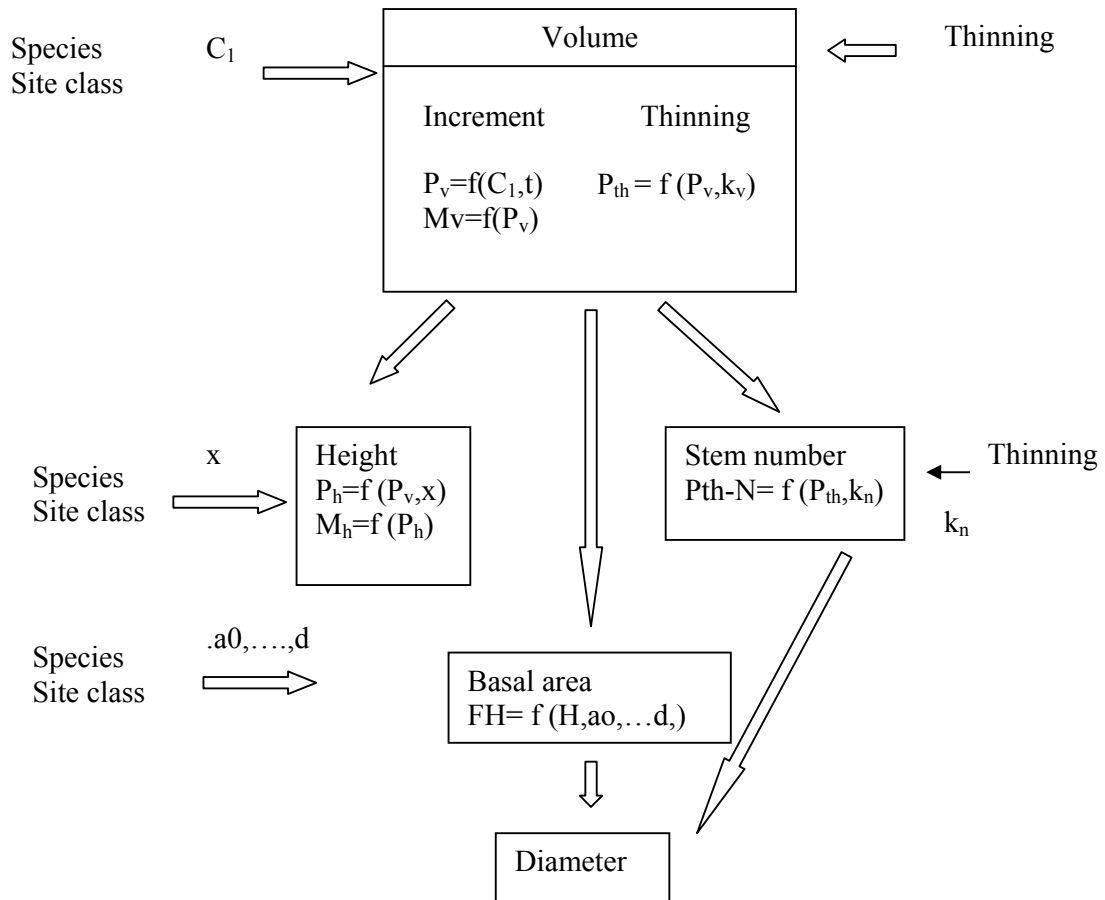 Volume
Species
Site class
C₁
Thinning
Increment
Thinning
Pᵥ=f(C₁,t)
Pₜₕ = f (Pᵥ,kᵥ)
Mv=f(Pᵥ)
Species
Site class
x
Height
Pₕ=f (Pᵥ,x)
Mₕ=f (Pₕ)
Stem number
Pth-N= f (Pₜₕ,kₙ)
Thinning
kₙ
Species
Site class
.a0,....,d
Basal area
FH= f (H,ao,…d,)
Diameter